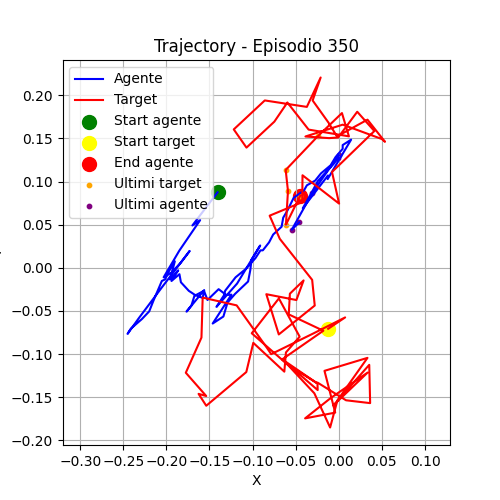 Trajectory - Episodio 350
Agente
Target
Start agente
Start target
End agente
Ultimi target
Ultimi agente
0.20
0.15
0.10
0.05
0.00
−0.05
−0.10
−0.15
−0.20
−0.30 −0.25 −0.20 −0.15 −0.10 −0.05 0.00 0.05 0.10
X